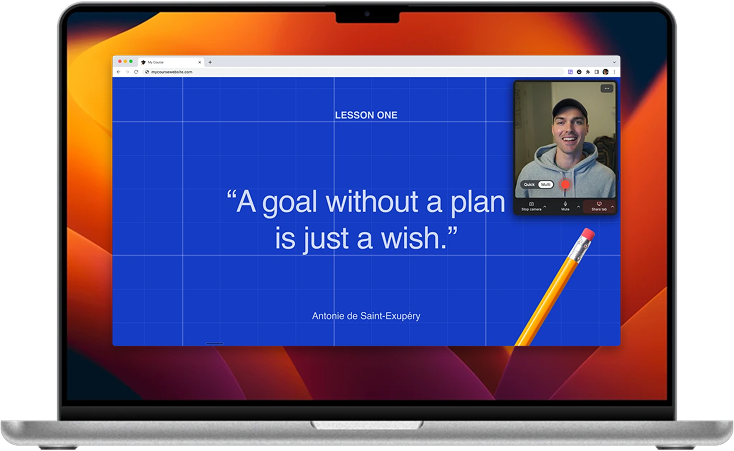 My Course
mycoursewebsite.com
LESSON ONE
“A goal without a plan
is just a wish.”
Antonie de Saint-Exupéry
Quick Multi
Stop camera Mute Share tab